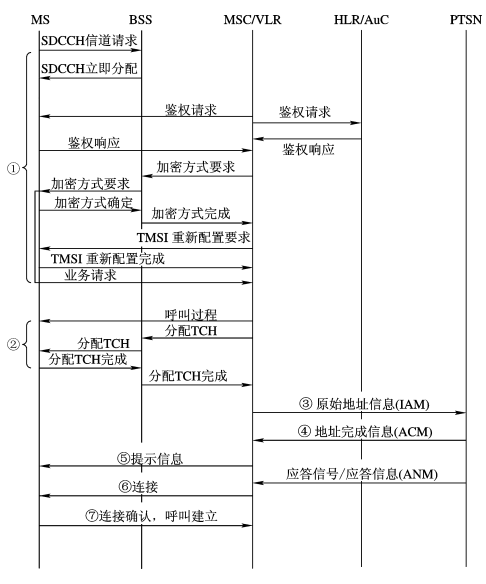 MS BSS MSC/VLR HLR/AuC PTSN
SDCCH信道请求
SDCCH立即分配
鉴权请求 鉴权请求
鉴权响应 鉴权响应
加密方式要求
①
加密方式要求
加密方式确定
加密方式完成
TMSI 重新配置要求
TMSI 重新配置完成
业务请求
呼叫过程
分配TCH
②
分配TCH
分配TCH完成
分配TCH完成
③ 原始地址信息(IAM)
④ 地址完成信息(ACM)
⑤提示信息
应答信号/应答信息(ANM)
⑥连接
⑦连接确认，呼叫建立